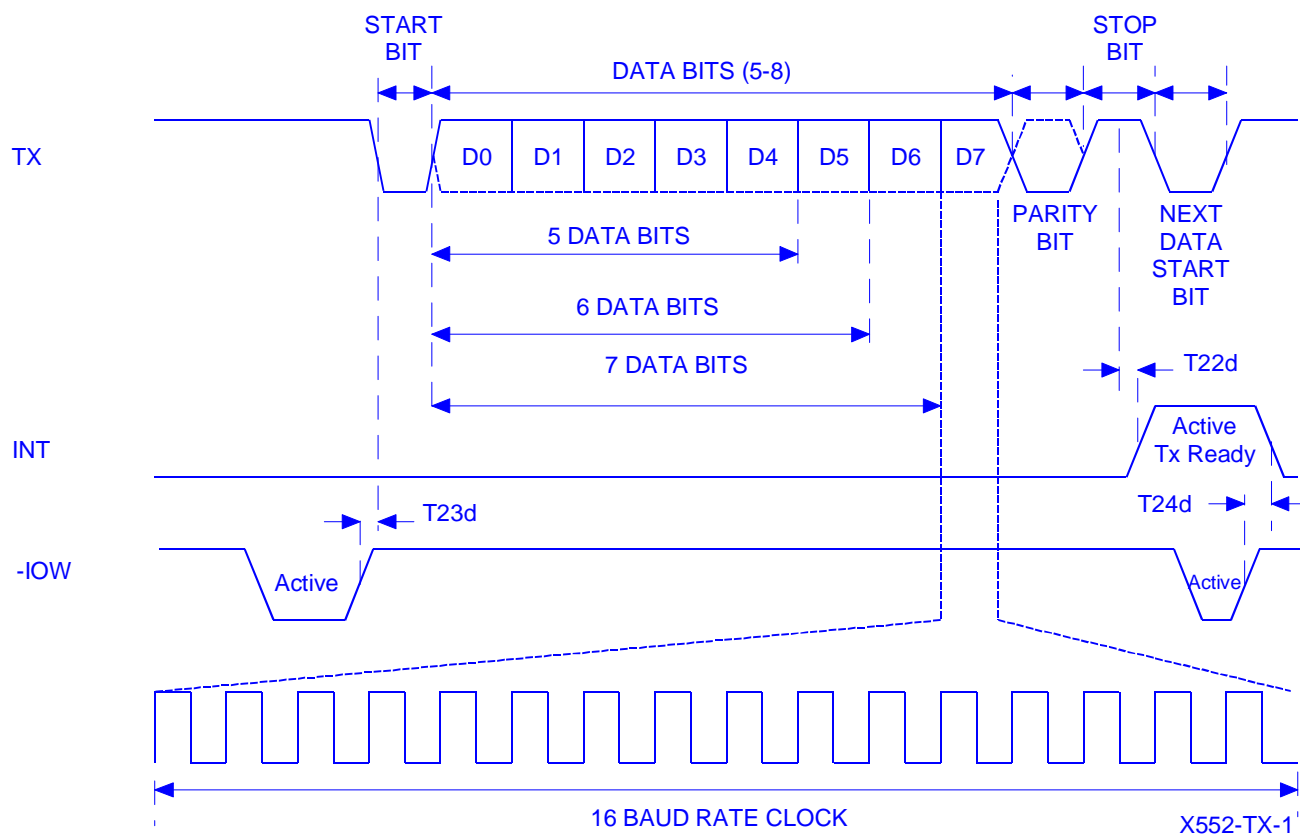 START
BIT
STOP
BIT
DATA BITS (5-8)
TX
D0 D1 D2 D3 D4 D5 D6 D7
PARITY
BIT
NEXT
DATA
START
BIT
5 DATA BITS
6 DATA BITS
7 DATA BITS
T22d
INT
Active
Tx Ready
T23d
T24d
-IOW
Active
Active
16 BAUD RATE CLOCK
X552-TX-1